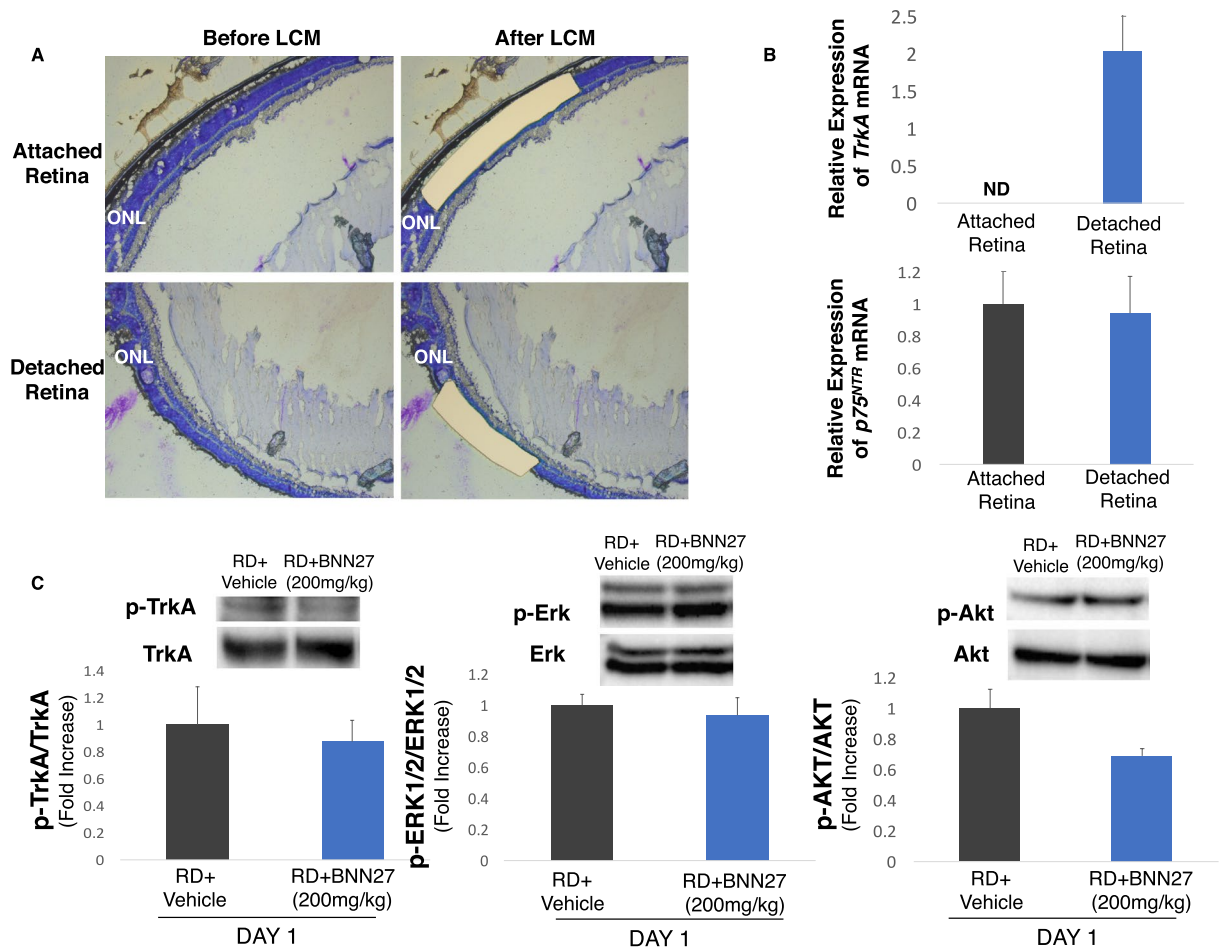 A
Before LCM
After LCM
Attached
Retina
ONL
ONL
Detached
Retina
ONL
ONL
B
Relative Expression
of TrkA mRNA
2.5
2
1.5
1
0.5
0
ND
Attached
Retina
Detached
Retina
Relative Expression
of p75NTR mRNA
1.2
1
0.8
0.6
0.4
0.2
0
Attached
Retina
Detached
Retina
C
RD+
Vehicle
RD+BNN27
(200mg/kg)
p-TrkA
TrkA
p-TrkA/TrkA
(Fold Increase)
1.4
1.2
1
0.8
0.6
0.4
0.2
0
RD+
Vehicle
RD+BNN27
(200mg/kg)
DAY 1
RD+
Vehicle
RD+BNN27
(200mg/kg)
p-Erk
Erk
p-ERK1/2/ERK1/2
(Fold Increase)
1.2
1
0.8
0.6
0.4
0.2
0
RD+
Vehicle
RD+BNN27
(200mg/kg)
DAY 1
RD+
Vehicle
RD+BNN27
(200mg/kg)
p-Akt
Akt
p-AKT/AKT
(Fold Increase)
1.2
1
0.8
0.6
0.4
0.2
0
RD+
Vehicle
RD+BNN27
(200mg/kg)
DAY 1